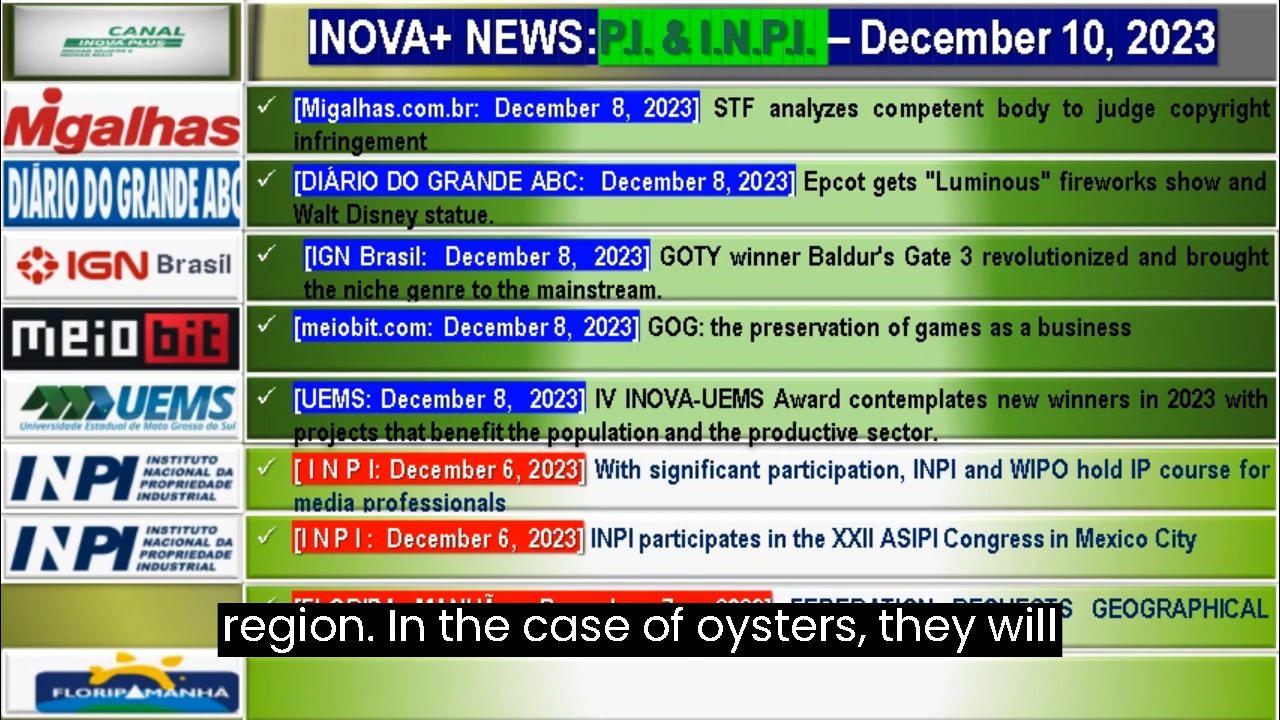 CANAL
INOVA PLUS
INOVA+ NEWS:P.I. & I.N.P.I. – December 10, 2023
Migalhas
[Migalhas.com.br: December 8, 2023] STF analyzes competent body to judge copyright
infringement
DIÁRIO DO GRANDE ABC
[DIÁRIO DO GRANDE ABC: December 8, 2023] Epcot gets "Luminous" fireworks show and
Walt Disney statue.
IGN Brasil
[IGN Brasil: December 8, 2023] GOTY winner Baldur's Gate 3 revolutionized and brought
the niche genre to the mainstream.
meio bit
[meiobit.com: December 8, 2023] GOG: the preservation of games as a business
UEMS
Universidade Estadual de Mato Grosso do Sul
[UEMS: December 8, 2023] IV INOVA-UEMS Award contemplates new winners in 2023 with
projects that benefit the population and the productive sector.
INPI INSTITUTO
NACIONAL DA
PROPRIEDADE
INDUSTRIAL
[ I N P I: December 6, 2023] With significant participation, INPI and WIPO hold IP course for
media professionals
INPI INSTITUTO
NACIONAL DA
PROPRIEDADE
INDUSTRIAL
[I N P I : December 6, 2023] INPI participates in the XXII ASIPI Congress in Mexico City
GEOGRAPHICAL
region. In the case of oysters, they will
FLORIPAMANHÃ